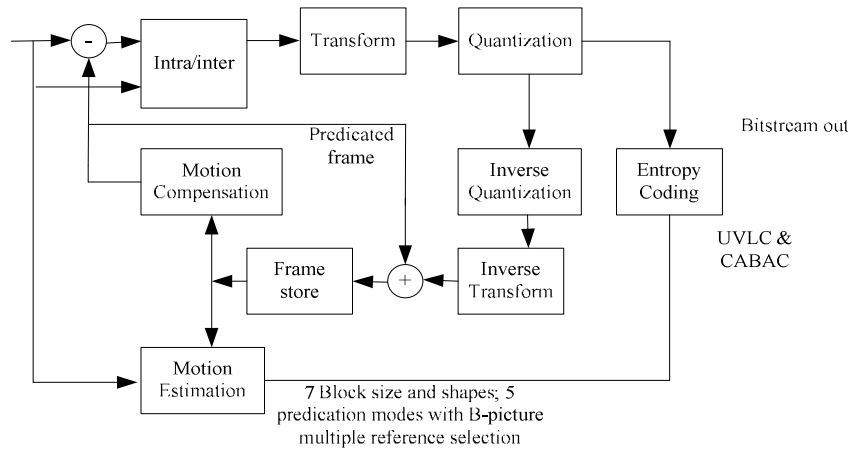 -
Intra/inter
Transform
Quantization
Bitstream out
Predicated
frame
Motion
Compensation
Inverse
Quantization
Entropy
Coding
UVLC &
CABAC
Frame
store
+
Inverse
Transform
Motion
Estimation
7 Block size and shapes; 5
predication modes with B-picture
multiple reference selection